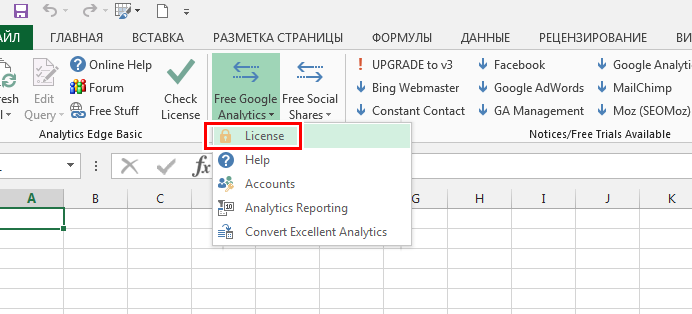 АЙЛ ГЛАВНАЯ ВСТАВКА РАЗМЕТКА СТРАНИЦЫ ФОРМУЛЫ ДАННЫЕ РЕЦЕНЗИРОВАНИЕ ВИ
Online Help
Forum
Free Stuff
resh
Edit
Query
Check
License
Free Google
Analytics
Free Social
Shares
UPGRADE to v3
Bing Webmaster
Constant Contact
Facebook
Google AdWords
GA Management
Google Analyti
MailChimp
Moz (SEOMoz)
Analytics Edge Basic
Notices/Free Trials Available
License
Help
Accounts
Analytics Reporting
Convert Excellent Analytics
fx
A B C G H I J K